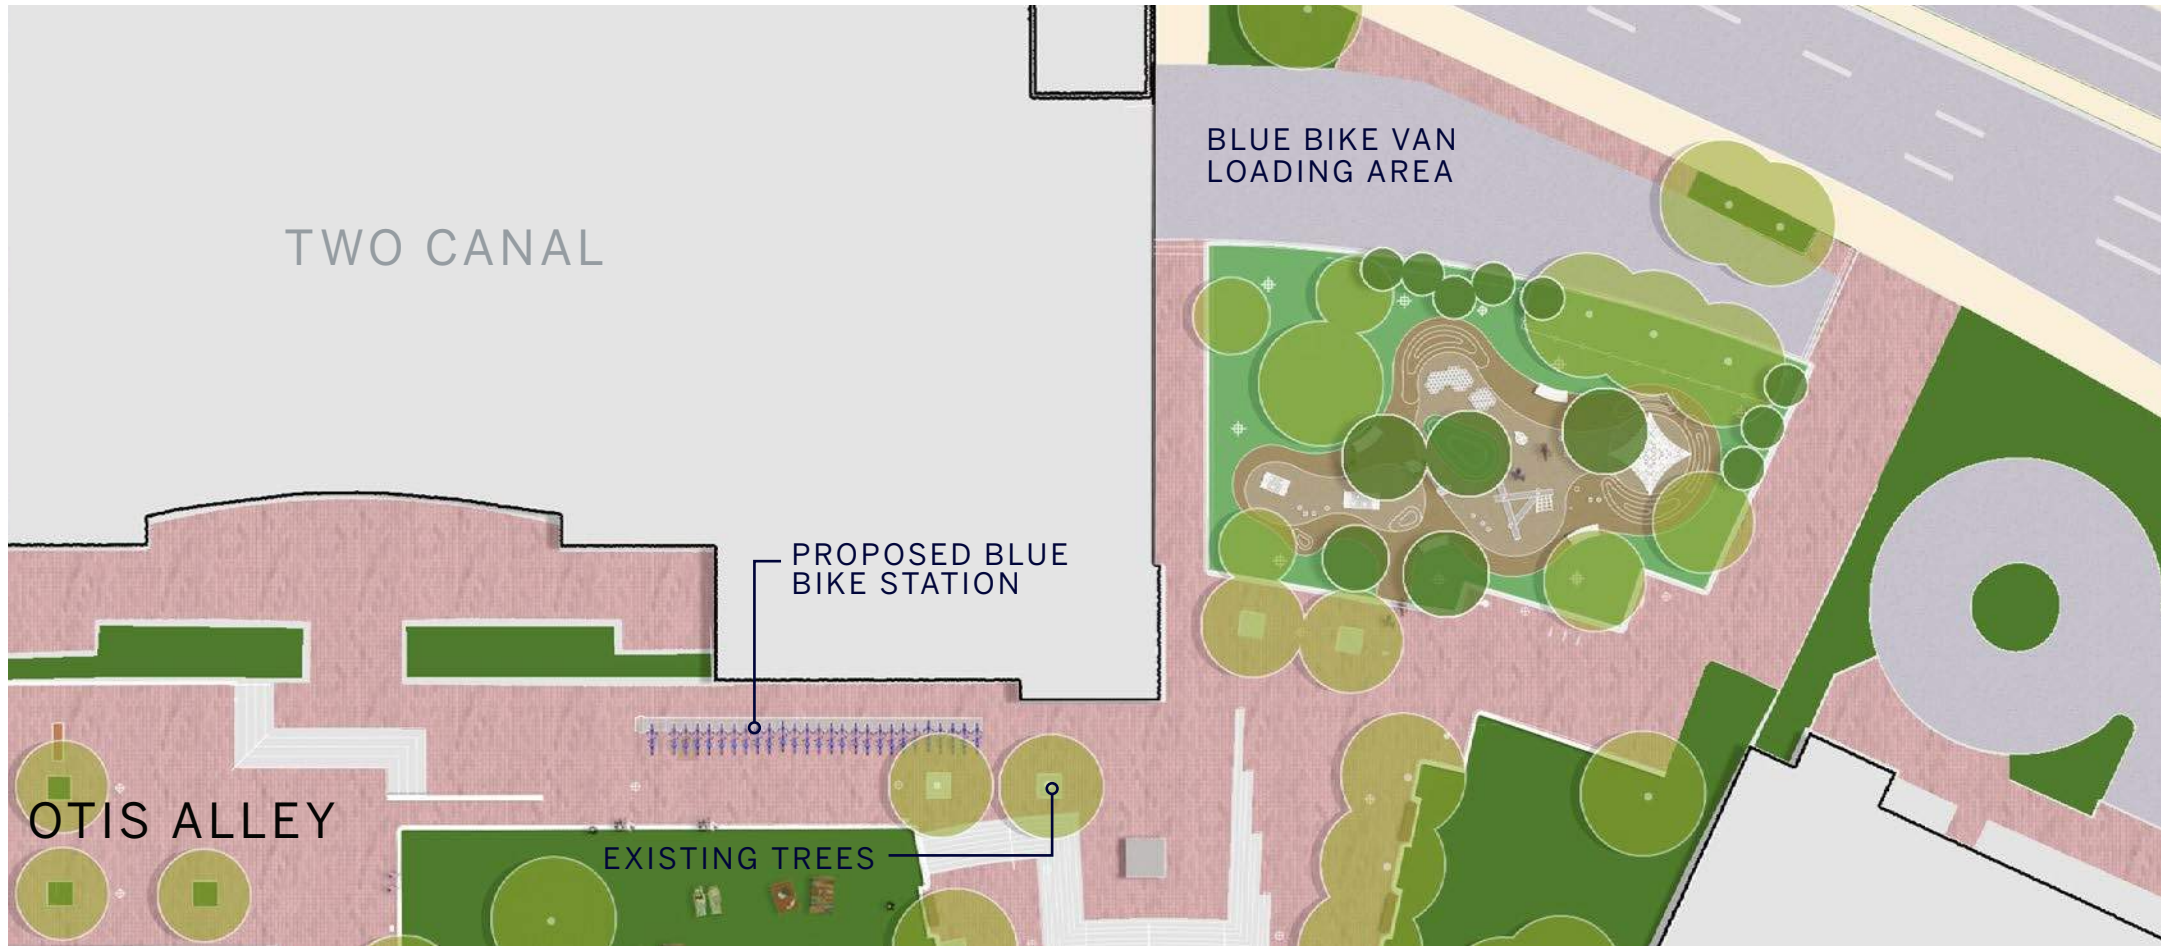 BLUE BIKE VAN
LOADING AREA
TWO CANAL
PROPOSED BLUE
BIKE STATION
OTIS ALLEY
EXISTING TREES